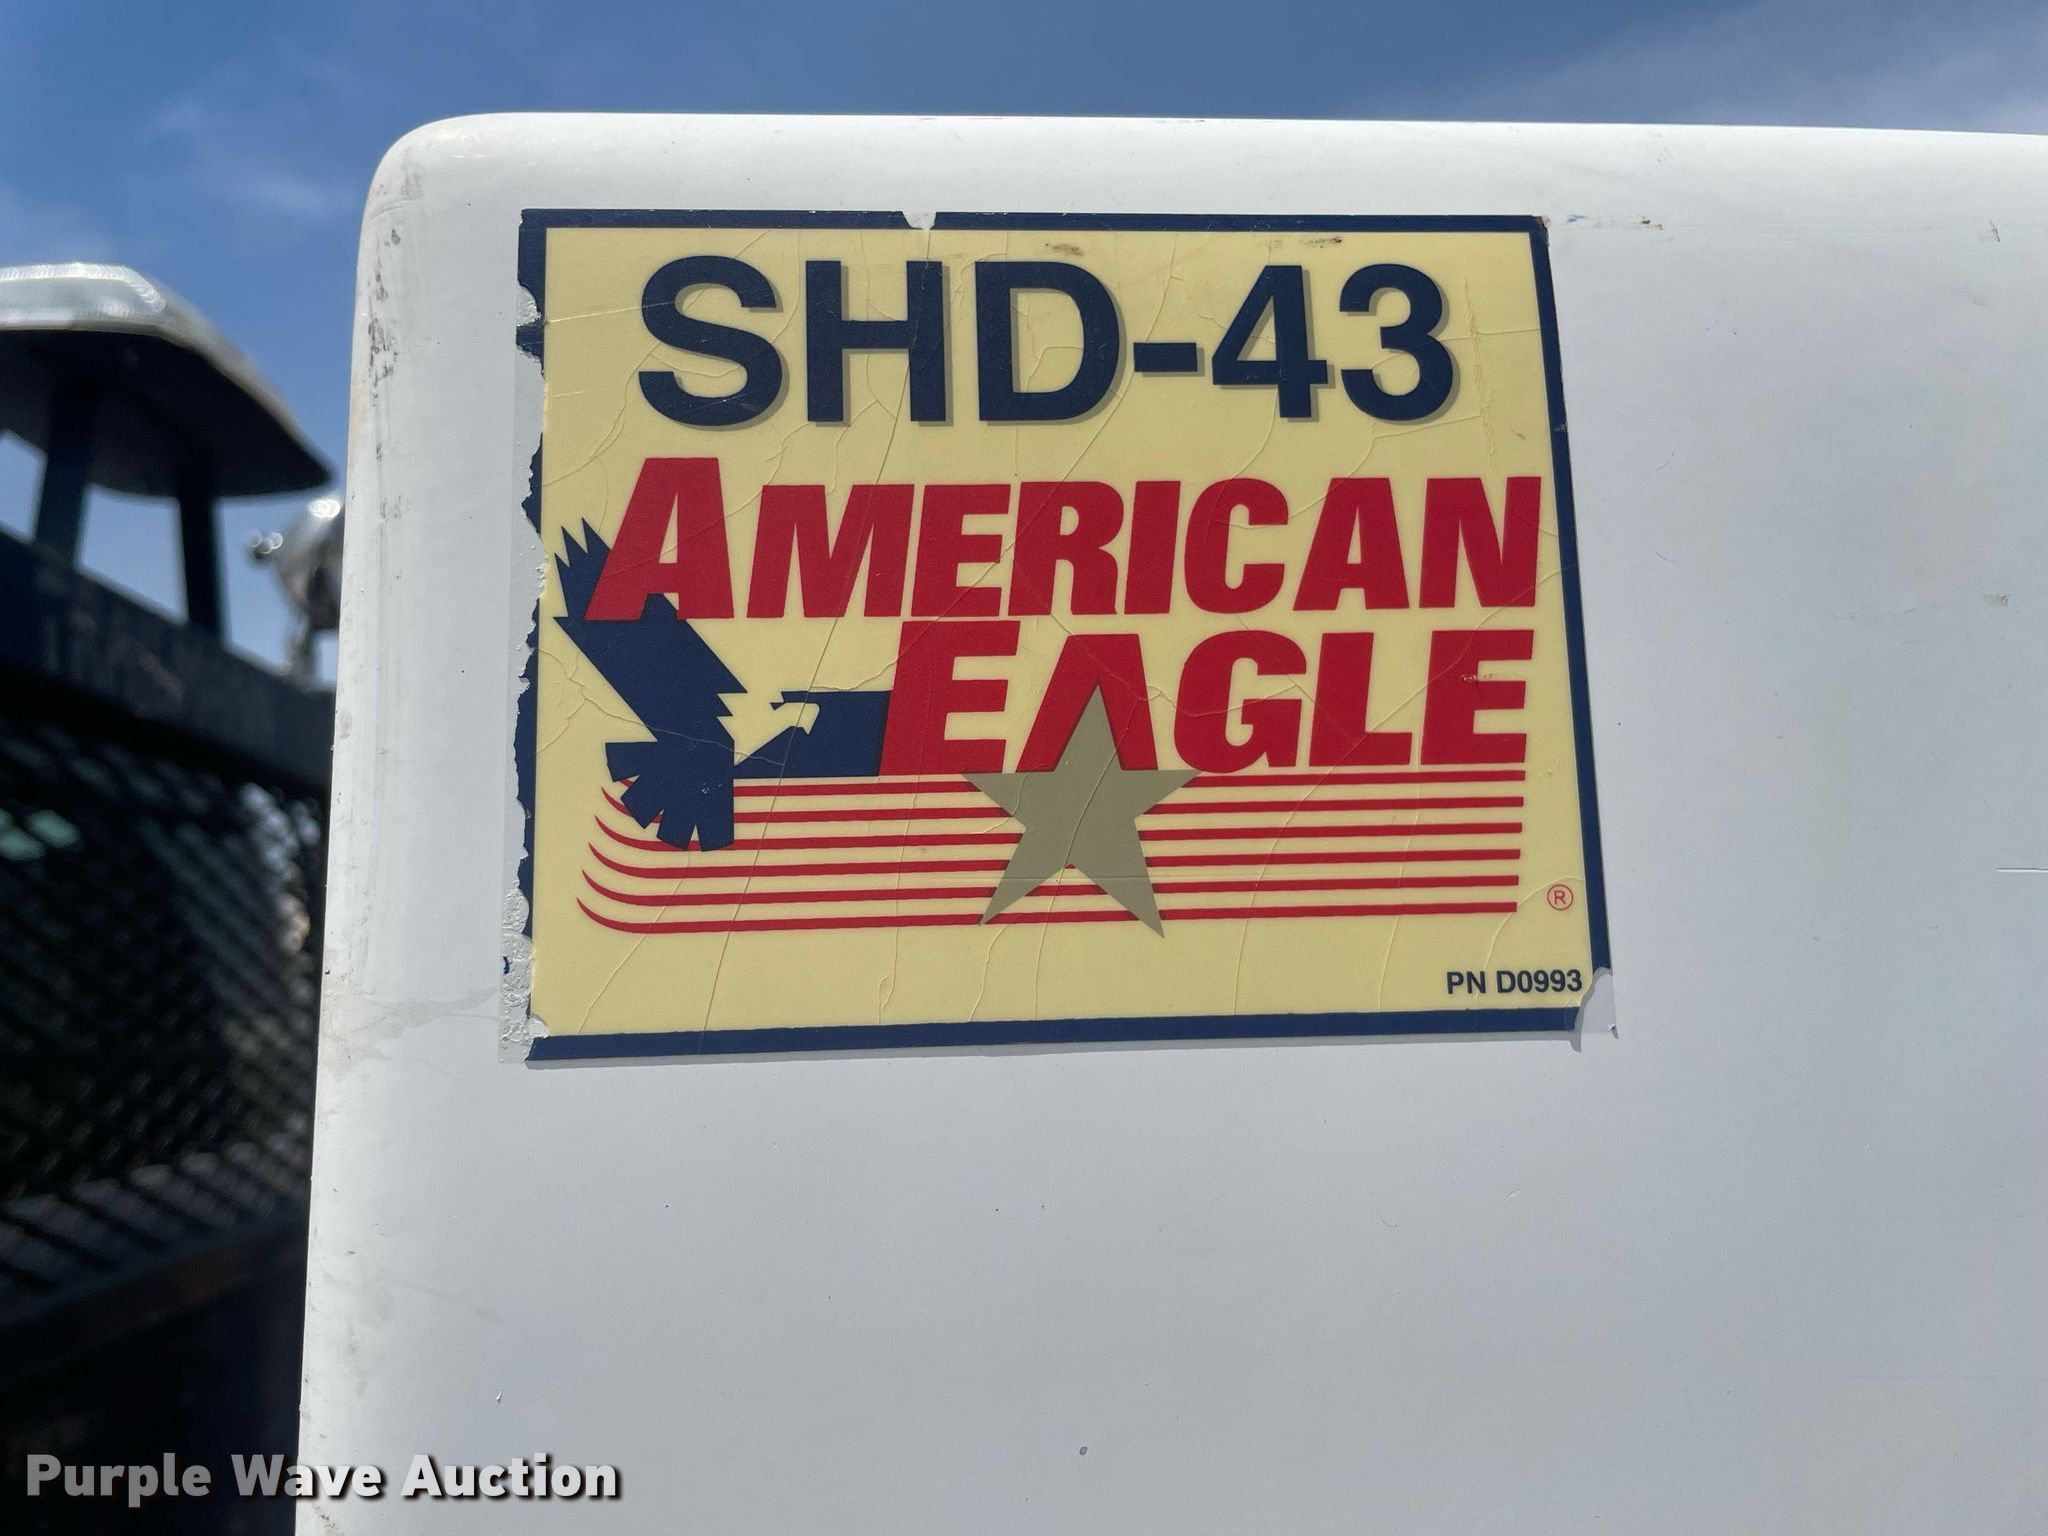 SHD-43
AMERICAN
EAGLE
®
PN D0993
Purple Wave Auction